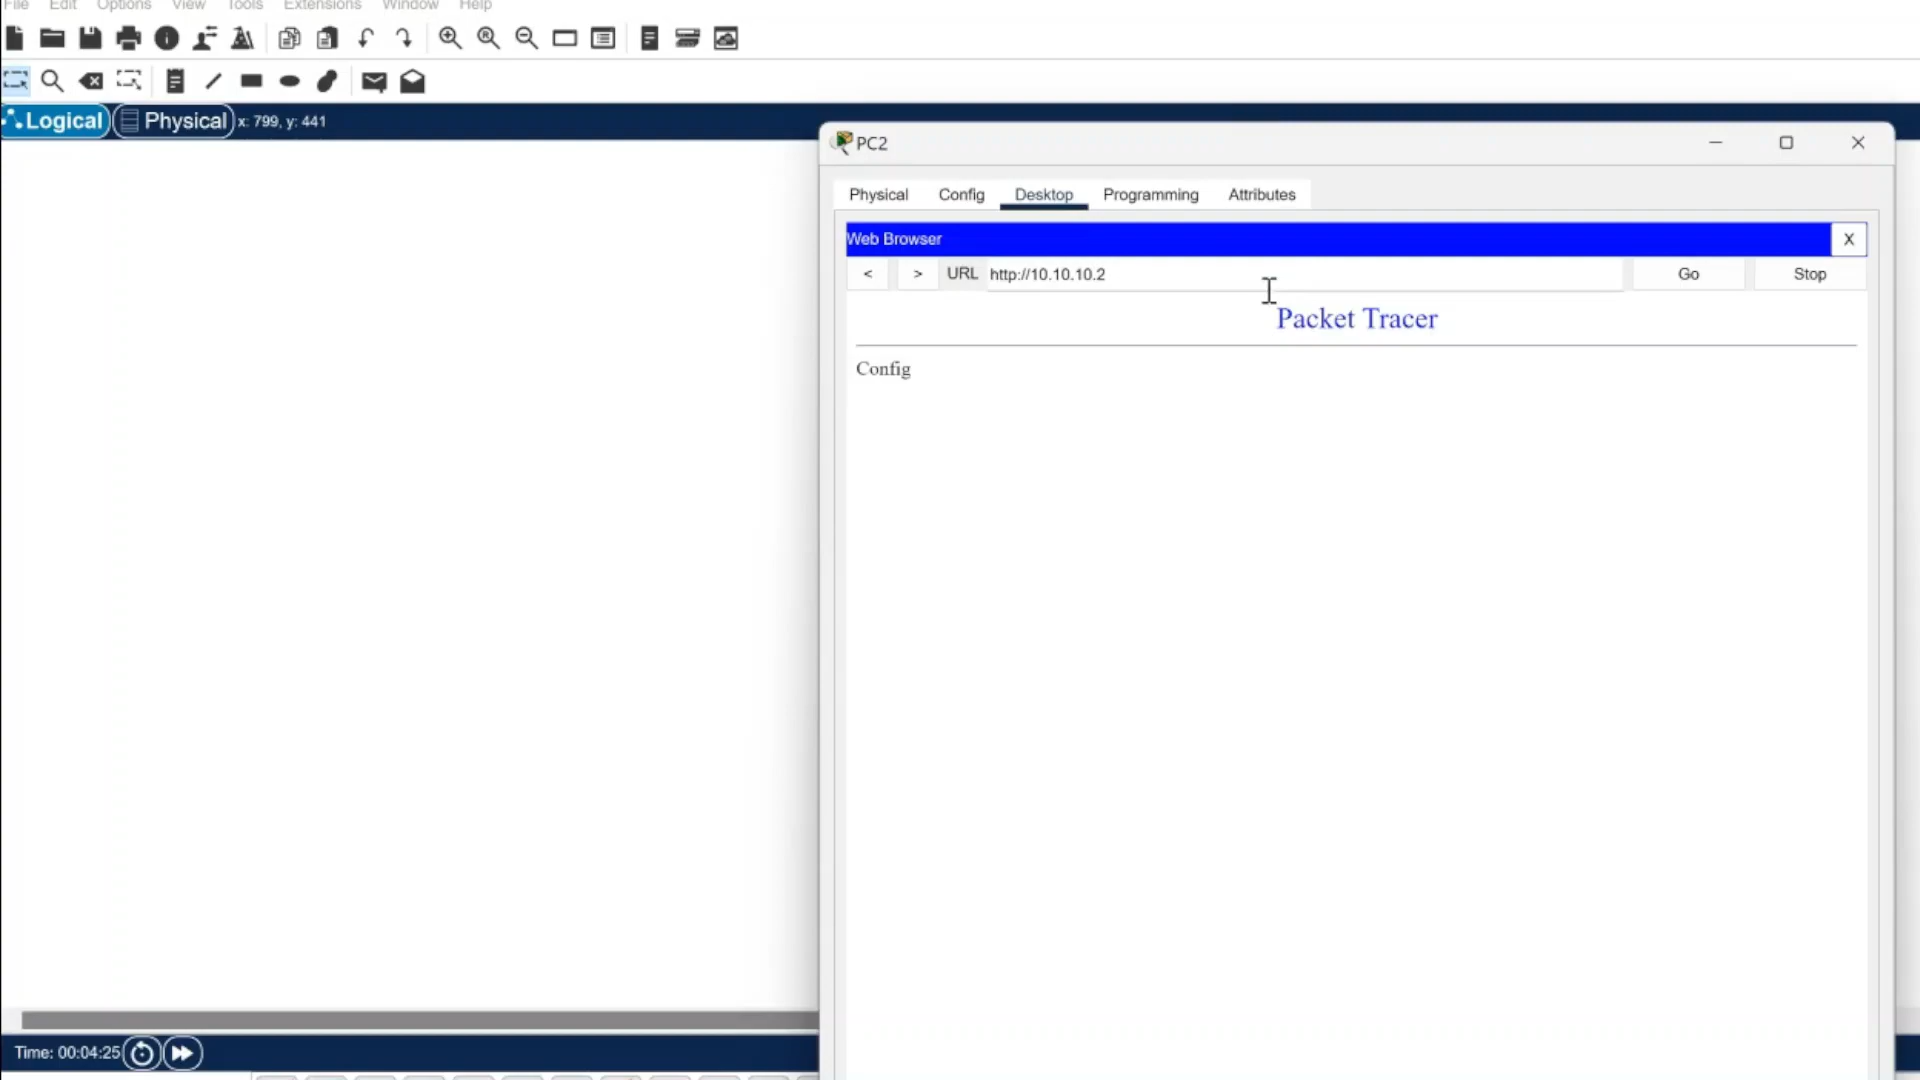 File Edit Options View Tools Extensions Window Help
Logical Physical x: 799, y: 441
PC2
Physical Config Desktop Programming Attributes
Web Browser X
< > URL http://10.10.10.2 Go Stop
Packet Tracer
Config
Time: 00:04:25